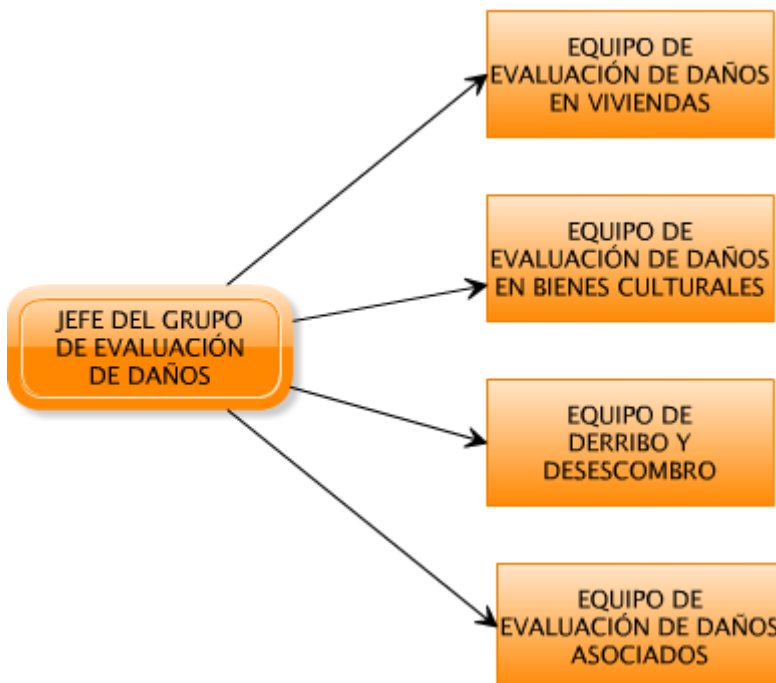 EQUIPO DE
EVALUACIÓN DE DAÑOS
EN VIVIENDAS
EQUIPO DE
EVALUACIÓN DE DAÑOS
EN BIENES CULTURALES
JEFE DEL GRUPO
DE EVALUACIÓN
DE DAÑOS
EQUIPO DE
DERRIBO Y
DESESCOMBRO
EQUIPO DE
EVALUACIÓN DE DAÑOS
ASOCIADOS